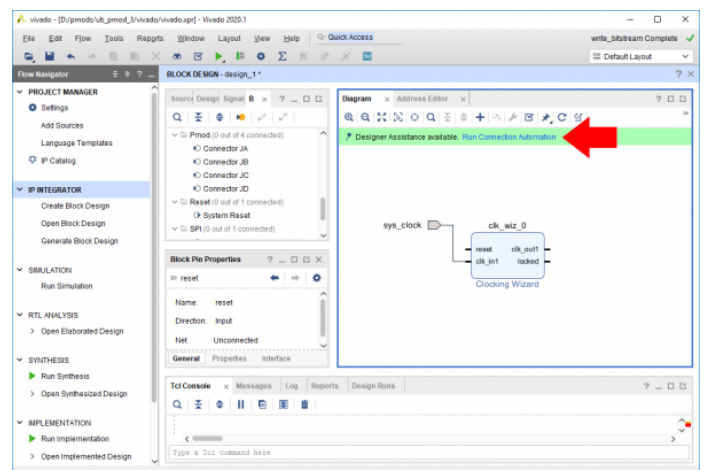 vivado - [D:/pmods/ub_pmod_3/vivado/vivado.xpr] - Vivado 2020.1
File Edit Flow Tools Reports Window Layout View Help Quick Access write_bitstream Complete
Default Layout
Flow Navigator
PROJECT MANAGER
Settings
Add Sources
Language Templates
IP Catalog
IP INTEGRATOR
Create Block Design
Open Block Design
Generate Block Design
SIMULATION
Run Simulation
RTL ANALYSIS
Open Elaborated Design
SYNTHESIS
Run Synthesis
Open Synthesized Design
IMPLEMENTATION
Run Implementation
Open Implemented Design
BLOCK DESIGN - design_1 *
Sourc Design Signal B
Pmod (0 out of 4 connected)
Connector JA
Connector JB
Connector JC
Connector JD
Reset (0 out of 1 connected)
System Reset
SPI (0 out of 1 connected)
Block Pin Properties
reset
Name: reset
Direction: Input
Net Unconnected
General Properties Interface
Diagram Address Editor
Designer Assistance available. Run Connection Automation
sys_clock
clk_wiz_0
reset clk_out1
clk_in1 locked
Clocking Wizard
Tcl Console Messages Log Reports Design Runs
Type a Tcl command here